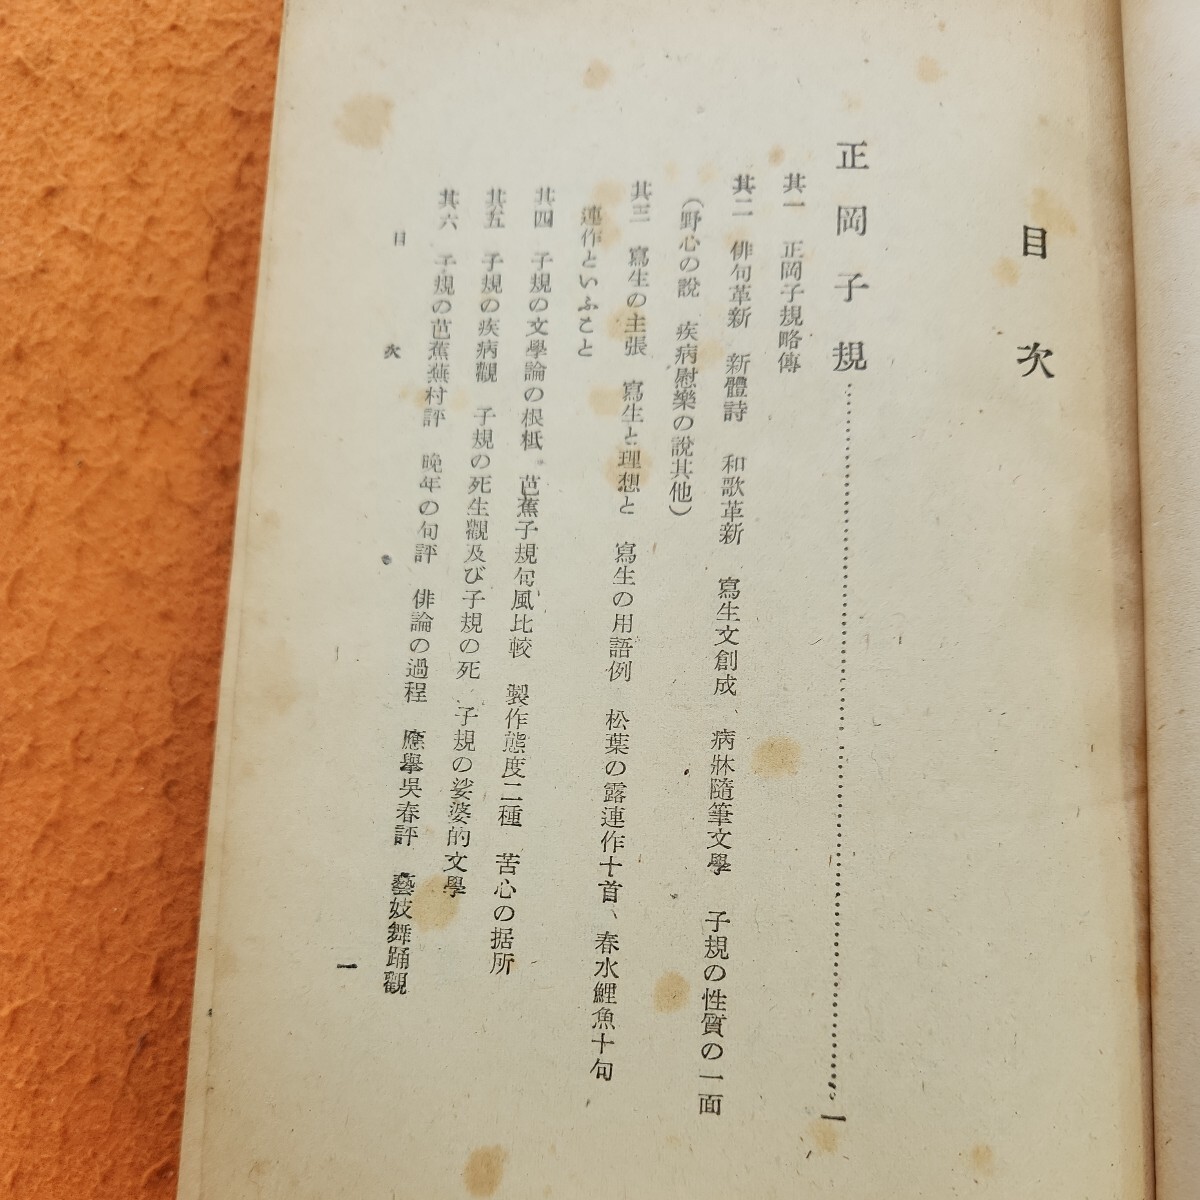 目次
正岡子規……………………………………一
其一　正岡子規略傳
其二　俳句革新　新體詩　和歌革新　寫生文創成、病牀隨筆文學　子規の性質の一面
（野心の說　疾病慰樂の說其他）
其三　寫生の主張　寫生と理想と　寫生の用語例　松葉の露連作十首、春水鯉魚十句
連作といふこと
其四　子規の文學論の根柢。芭蕉子規句風比較　製作態度二種　苦心の据所
其五　子規の疾病觀　子規の死生觀及び子規の死　子規の娑婆的文學
其六　子規の芭蕉蕪村評　晚年の句評　俳論の過程　應擧吳春評　藝妓舞踊觀
目次
一